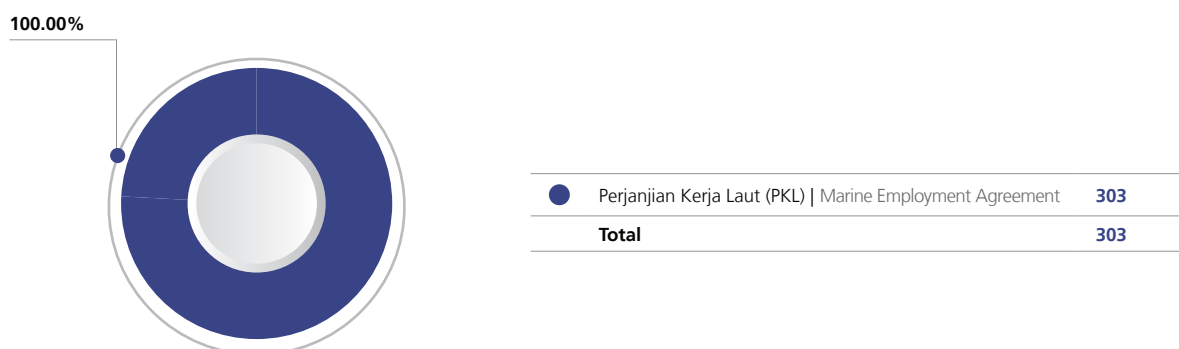 100.00%
Perjanjian Kerja Laut (PKL) | Marine Employment Agreement 303
Total 303